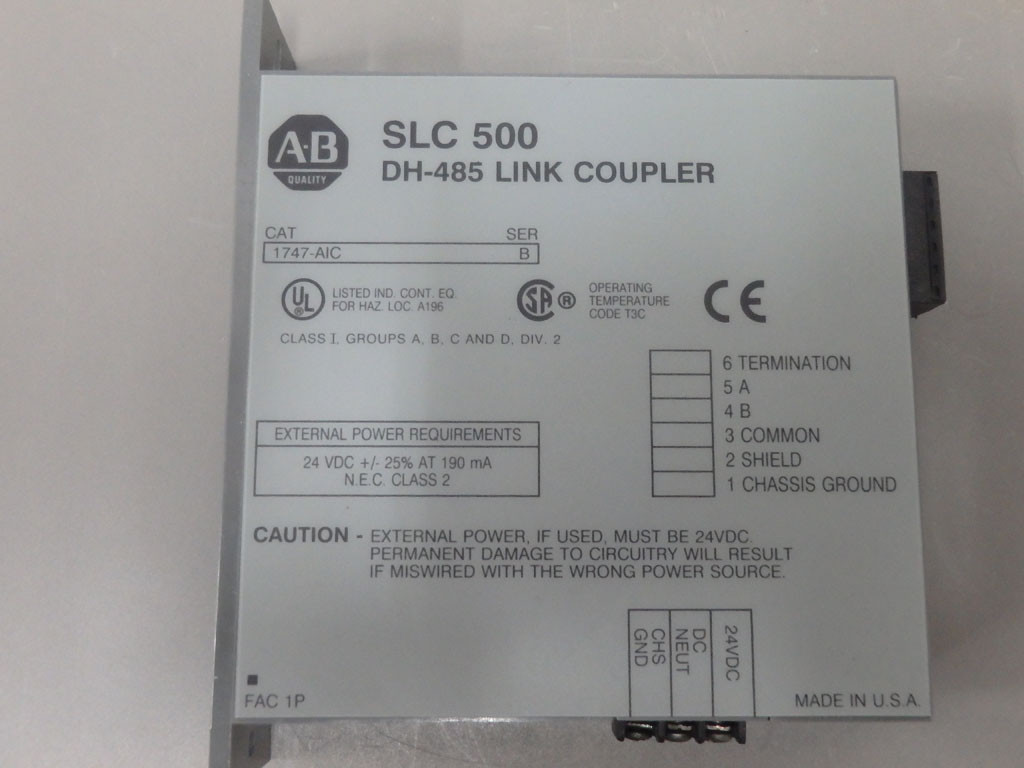 A·B
QUALITY
SLC 500
DH-485 LINK COUPLER
CAT SER
1747-AIC B
UL
LISTED IND. CONT. EQ.
FOR HAZ. LOC. A196
SA ®
OPERATING
TEMPERATURE
CODE T3C
CE
CLASS I, GROUPS A, B, C AND D, DIV. 2
6 TERMINATION
5 A
4 B
3 COMMON
2 SHIELD
1 CHASSIS GROUND
EXTERNAL POWER REQUIREMENTS
24 VDC +/- 25% AT 190 mA
N.E.C. CLASS 2
CAUTION - EXTERNAL POWER, IF USED, MUST BE 24VDC.
PERMANENT DAMAGE TO CIRCUITRY WILL RESULT
IF MISWIRED WITH THE WRONG POWER SOURCE.
CHS
GND
DC
NEUT
24VDC
FAC 1P
MADE IN U.S.A.